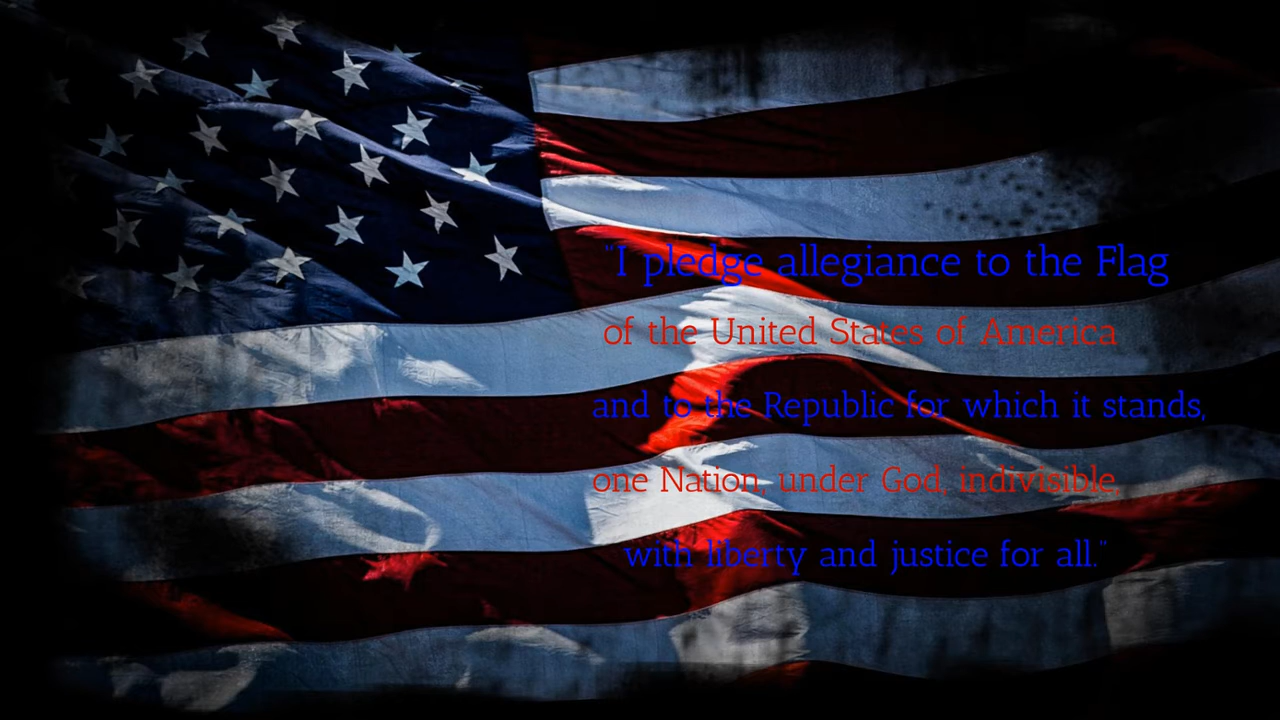 "I pledge allegiance to the Flag
of the United States of America
and to the Republic for which it stands,
one Nation, under God, indivisible,
with liberty and justice for all."